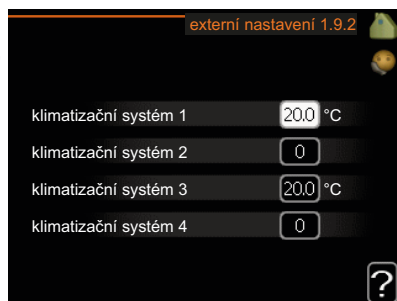 externí nastavení 1.9.2
klimatizační systém 1 20.0 °C
klimatizační systém 2 0
klimatizační systém 3 20.0 °C
klimatizační systém 4 0
?